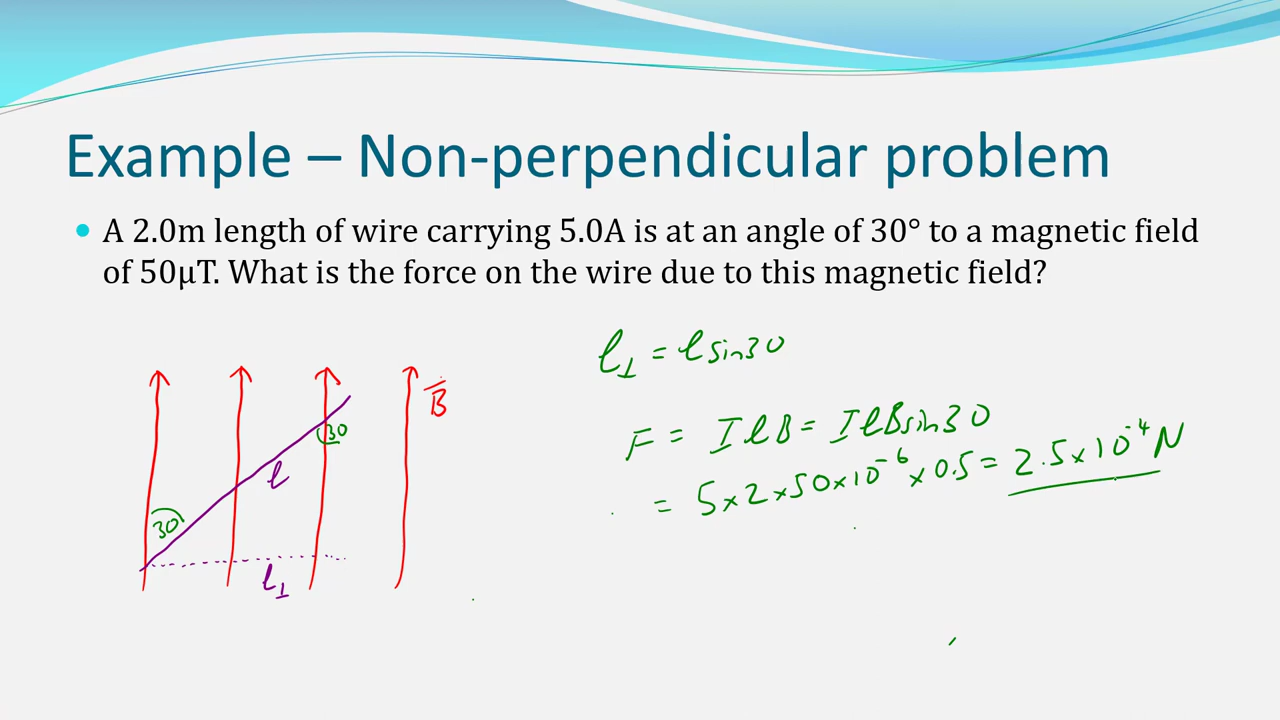 Example – Non-perpendicular problem
• A 2.0m length of wire carrying 5.0A is at an angle of 30° to a magnetic field
of 50μT. What is the force on the wire due to this magnetic field?
l⊥ = l sin30
F = IlB = IlBsin30
= 5×2×50×10⁻⁶×0.5 = 2.5×10⁻⁴N
B
30
l
30
l⊥